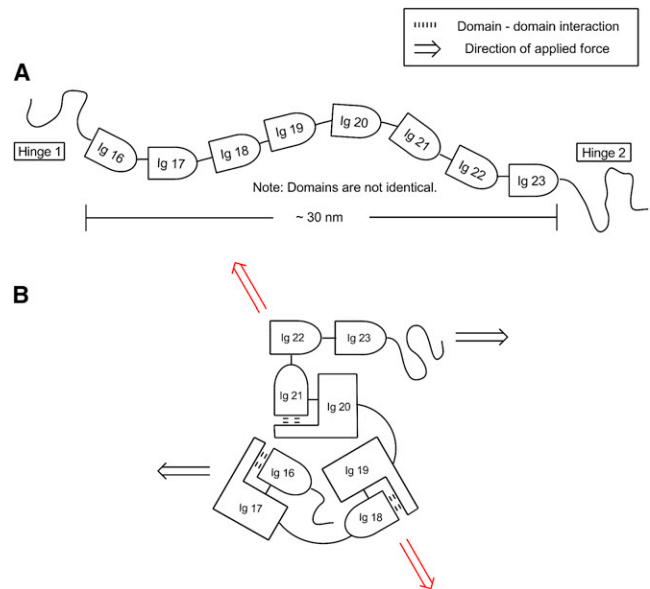 Domain - domain interaction
Direction of applied force
A
Hinge 1
Ig 16
Ig 17
Ig 18
Ig 19
Ig 20
Ig 21
Ig 22
Ig 23
Hinge 2
Note: Domains are not identical.
~ 30 nm
B
Ig 22
Ig 23
Ig 21
Ig 20
Ig 16
Ig 19
Ig 17
Ig 18